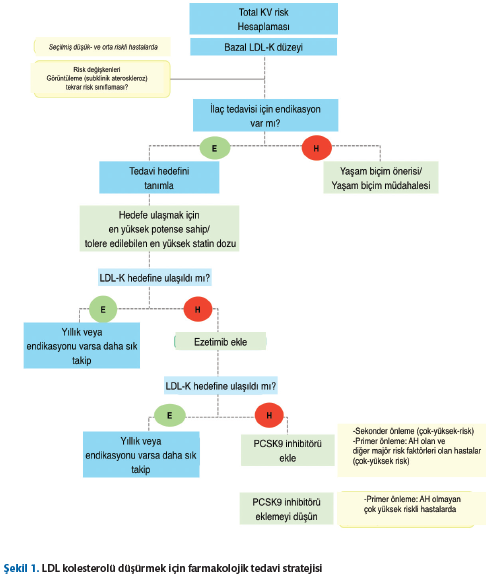 Total KV risk
Hesaplaması
Seçilmiş düşük- ve orta riskli hastalarda
Bazal LDL-K düzeyi
Risk değişkenleri
Görüntüleme (subklinik ateroskleroz)
tekrar risk sınıflaması?
İlaç tedavisi için endikasyon
var mı?
E
H
Tedavi hedefini
tanımla
Yaşam biçim önerisi/
Yaşam biçim müdahalesi
Hedefe ulaşmak için
en yüksek potense sahip/
tolere edilebilen en yüksek statin dozu
LDL-K hedefine ulaşıldı mı?
E
H
Yıllık veya
endikasyonu varsa daha sık
takip
Ezetimib ekle
LDL-K hedefine ulaşıldı mı?
E
H
Yıllık veya
endikasyonu varsa daha sık
takip
PCSK9 inhibitörü
ekle
-Sekonder önleme (çok-yüksek-risk)
-Primer önleme: AH olan ve
diğer majör risk faktörleri olan hastalar
(çok-yüksek risk)
PCSK9 inhibitörü
eklemeyi düşün
-Primer önleme: AH olmayan
çok yüksek riskli hastalarda
Şekil 1. LDL kolesterolü düşürmek için farmakolojik tedavi stratejisi